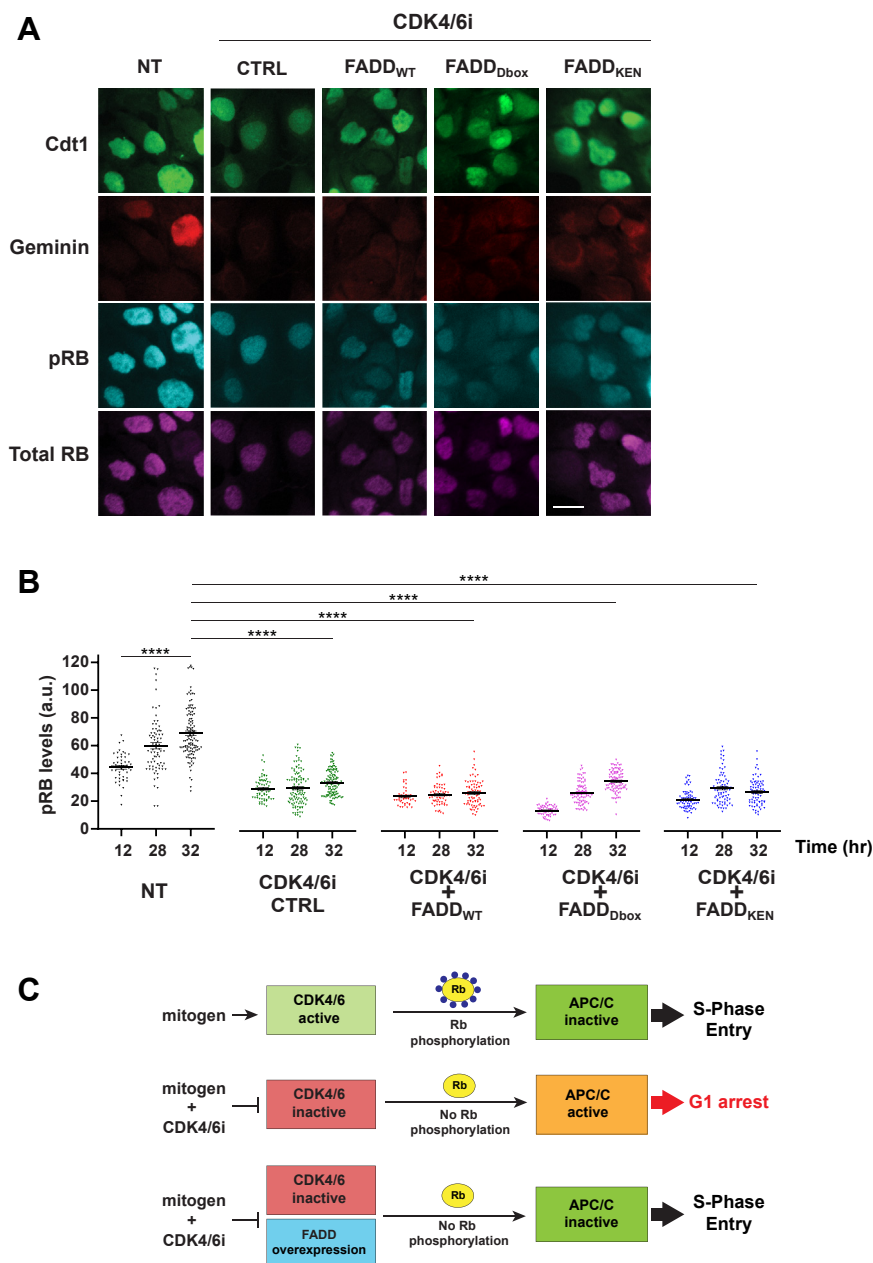 A
CDK4/6i
NT CTRL FADDWT FADDDbox FADDKEN
Cdt1
Geminin
pRB
Total RB
B
****
****
****
****
****
pRB levels (a.u.)
120
100
80
60
40
20
0
12 28 32 12 28 32 12 28 32 12 28 32 12 28 32 Time (hr)
NT
CDK4/6i
CTRL
CDK4/6i
+
FADDWT
CDK4/6i
+
FADDDbox
CDK4/6i
+
FADDKEN
C
mitogen
CDK4/6
active
Rb
Rb
phosphorylation
APC/C
inactive
S-Phase
Entry
mitogen
+
CDK4/6i
CDK4/6
inactive
Rb
No Rb
phosphorylation
APC/C
active
G1 arrest
mitogen
+
CDK4/6i
CDK4/6
inactive
FADD
overexpression
Rb
No Rb
phosphorylation
APC/C
inactive
S-Phase
Entry